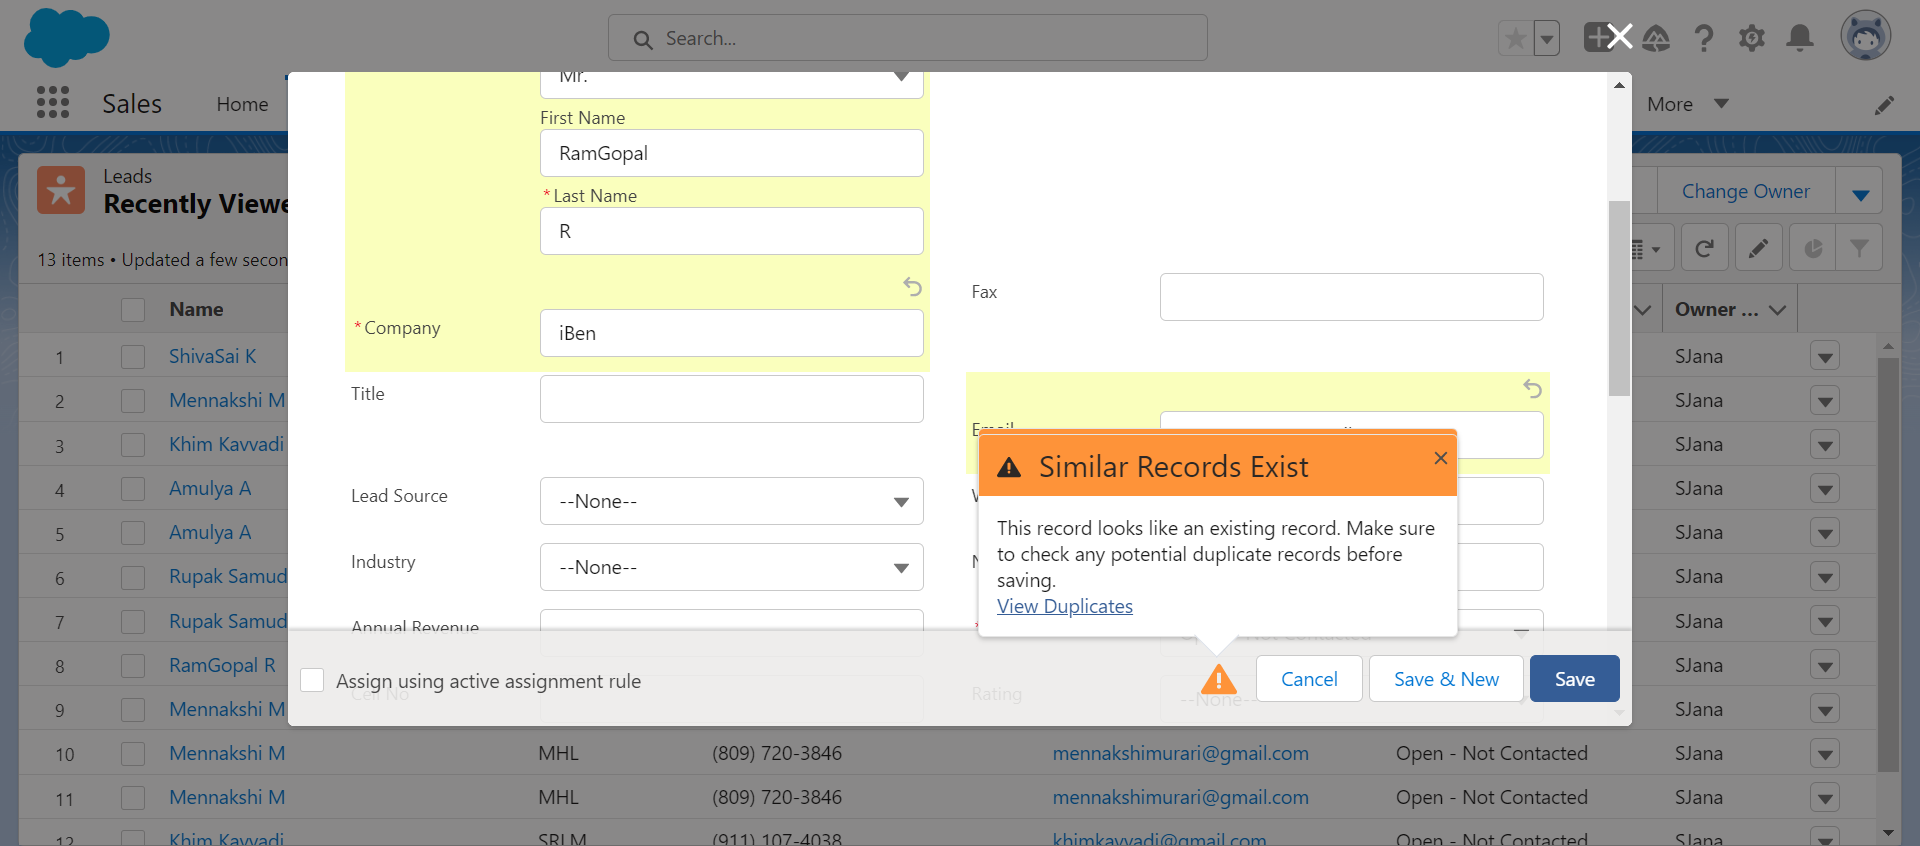 Search...
Sales
Home
More
Leads
Recently Viewe
13 items • Updated a few secon
Change Owner
Name
Owner ...
1
ShivaSai K
SJana
2
Mennakshi M
SJana
3
Khim Kavvadi
SJana
4
Amulya A
SJana
5
Amulya A
SJana
6
Rupak Samud
SJana
7
Rupak Samud
SJana
8
RamGopal R
SJana
9
Mennakshi M
SJana
10
Mennakshi M
MHL
(809) 720-3846
mennakshimurari@gmail.com
Open - Not Contacted
SJana
11
Mennakshi M
MHL
(809) 720-3846
mennakshimurari@gmail.com
Open - Not Contacted
SJana
12
Khim Kavvadi
SRLM
(911) 107-4038
khimkavvadi@gmail.com
Open - Not Contacted
SJana
Mr.
First Name
RamGopal
*Last Name
R
*Company
iBen
Fax
Title
Email
Lead Source
--None--
Industry
--None--
Annual Revenue
Similar Records Exist
This record looks like an existing record. Make sure
to check any potential duplicate records before
saving.
View Duplicates
Not Contacted
Assign using active assignment rule
Cell No
Rating
--None--
Cancel
Save & New
Save